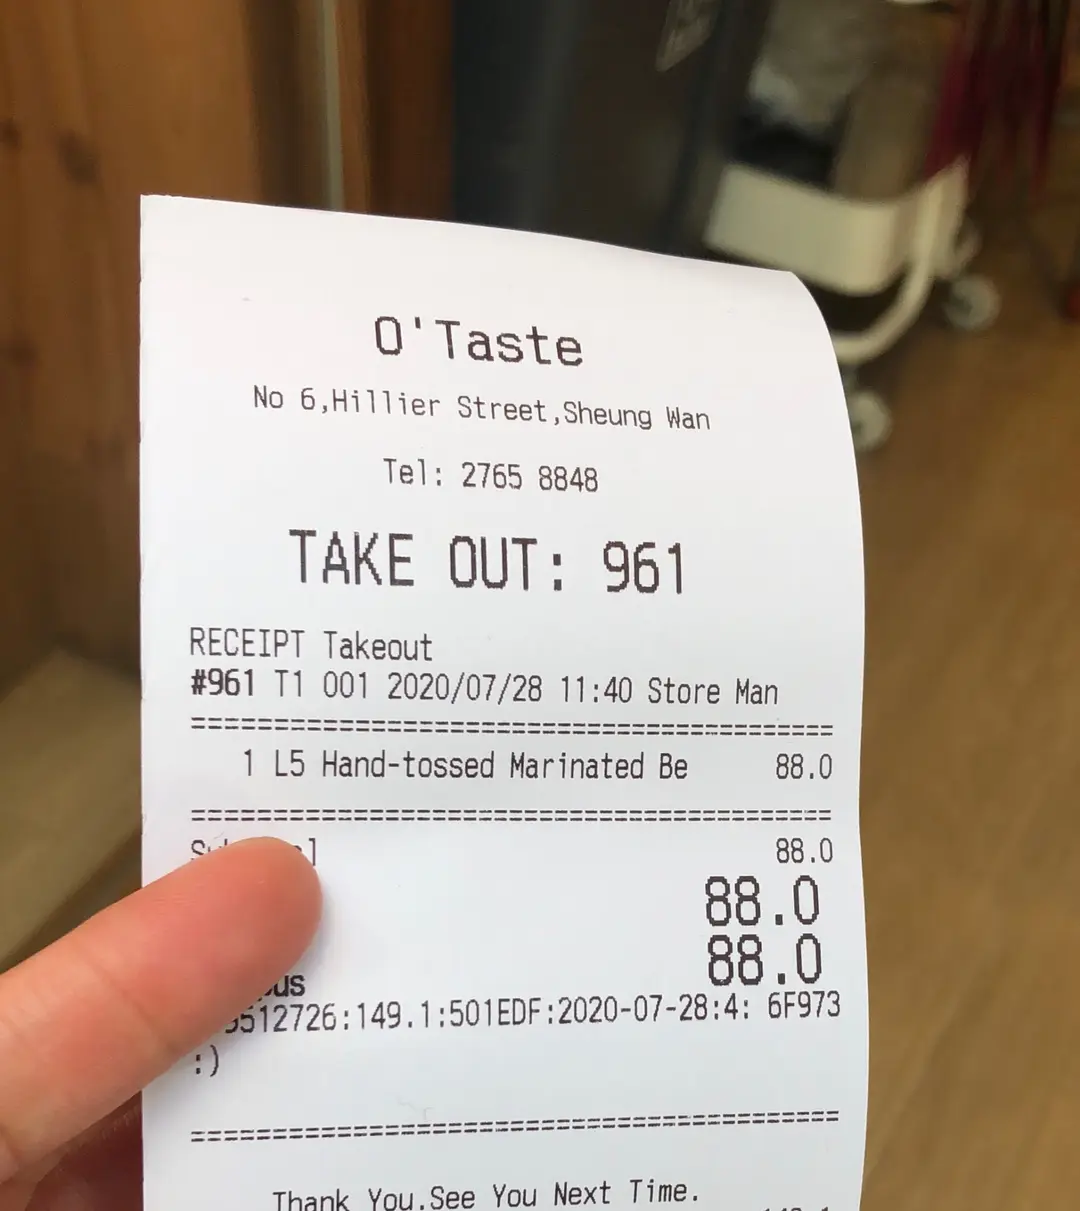 O'Taste
No 6,Hillier Street,Sheung Wan
Tel: 2765 8848
TAKE OUT: 961
RECEIPT Takeout
#961 T1 001 2020/07/28 11:40 Store Man
========================================
1 L5 Hand-tossed Marinated Be 88.0
========================================
88.0
88.0
88.0
512726:149.1:501EDF:2020-07-28:4: 6F973
:)
========================================
Thank You.See You Next Time.